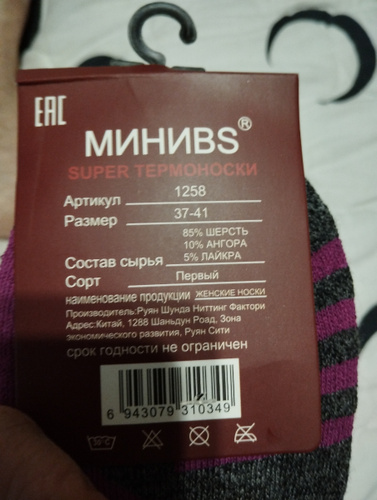 EAC
МИНИBS®
SUPER ТЕРМОНОСКИ
Артикул 1258
Размер 37-41
85% ШЕРСТЬ
10% АНГОРА
Состав сырья 5% ЛАЙКРА
Сорт Первый
наименование продукции ЖЕНСКИЕ НОСКИ
Производитель:Руян Шунда Ниттинг Фактори
Адрес:Китай, 1288 Шаньдун Роад, Зона
экономического развития, Руян Сити
срок годности не ограничен
6 943079 310349